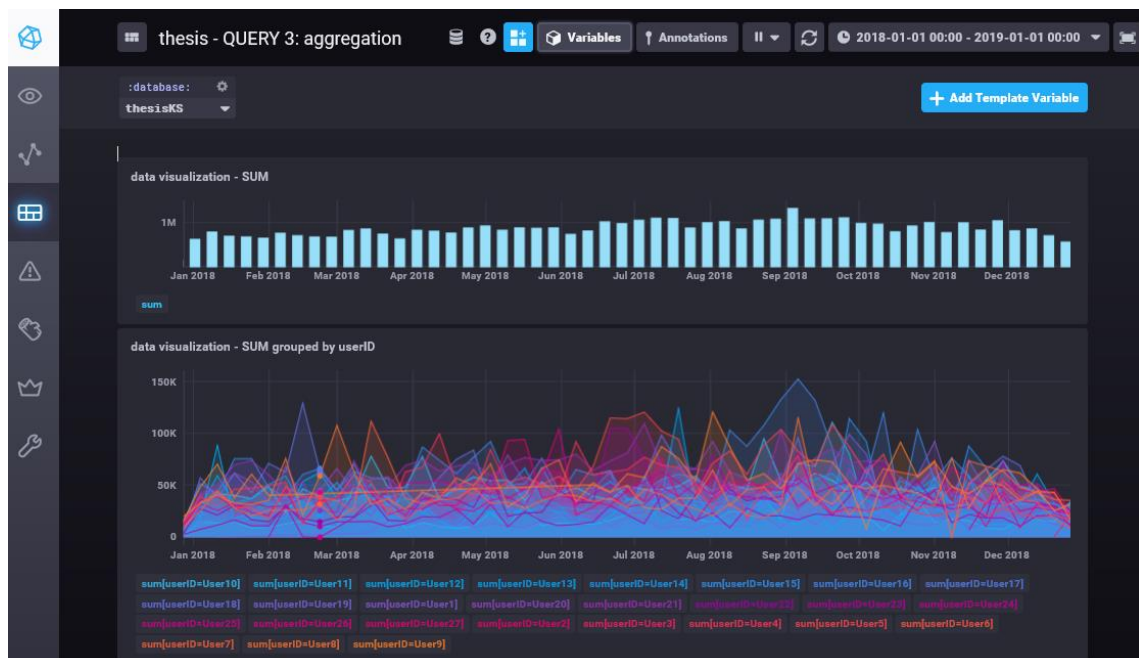 thesis - QUERY 3: aggregation
Variables
Annotations
2018-01-01 00:00 - 2019-01-01 00:00
:database:
thesisKS
+ Add Template Variable
data visualization - SUM
1M
Jan 2018 Feb 2018 Mar 2018 Apr 2018 May 2018 Jun 2018 Jul 2018 Aug 2018 Sep 2018 Oct 2018 Nov 2018 Dec 2018
sum
data visualization - SUM grouped by userID
150K
100K
50K
0
Jan 2018 Feb 2018 Mar 2018 Apr 2018 May 2018 Jun 2018 Jul 2018 Aug 2018 Sep 2018 Oct 2018 Nov 2018 Dec 2018
sum[userID=User10] sum[userID=User11] sum[userID=User12] sum[userID=User13] sum[userID=User14] sum[userID=User15] sum[userID=User16] sum[userID=User17]
sum[userID=User18] sum[userID=User19] sum[userID=User1] sum[userID=User20] sum[userID=User21] sum[userID=User22] sum[userID=User23] sum[userID=User24]
sum[userID=User25] sum[userID=User26] sum[userID=User27] sum[userID=User2] sum[userID=User3] sum[userID=User4] sum[userID=User5] sum[userID=User6]
sum[userID=User7] sum[userID=User8] sum[userID=User9]